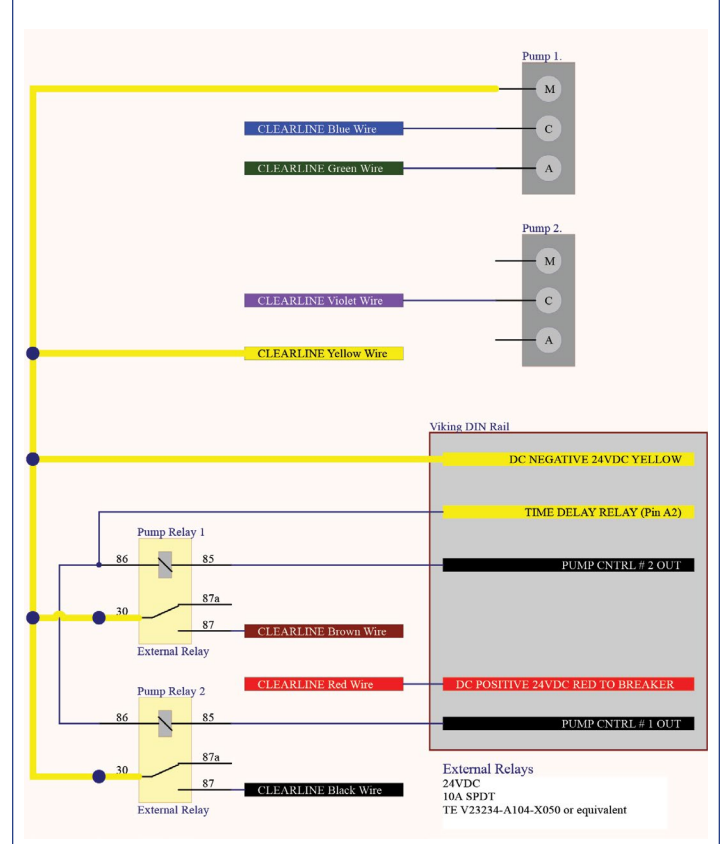 Pump 1.
M
CLEARLINE Blue Wire
C
CLEARLINE Green Wire
A
Pump 2.
M
CLEARLINE Violet Wire
C
A
CLEARLINE Yellow Wire
Viking DIN Rail
DC NEGATIVE 24VDC YELLOW
TIME DELAY RELAY (Pin A2)
Pump Relay 1
86
85
PUMP CNTRL # 2 OUT
87a
30
87
CLEARLINE Brown Wire
External Relay
CLEARLINE Red Wire
DC POSITIVE 24VDC RED TO BREAKER
Pump Relay 2
86
85
PUMP CNTRL # 1 OUT
87a
30
87
CLEARLINE Black Wire
External Relay
External Relays
24VDC
10A SPDT
TE V23234-A104-X050 or equivalent